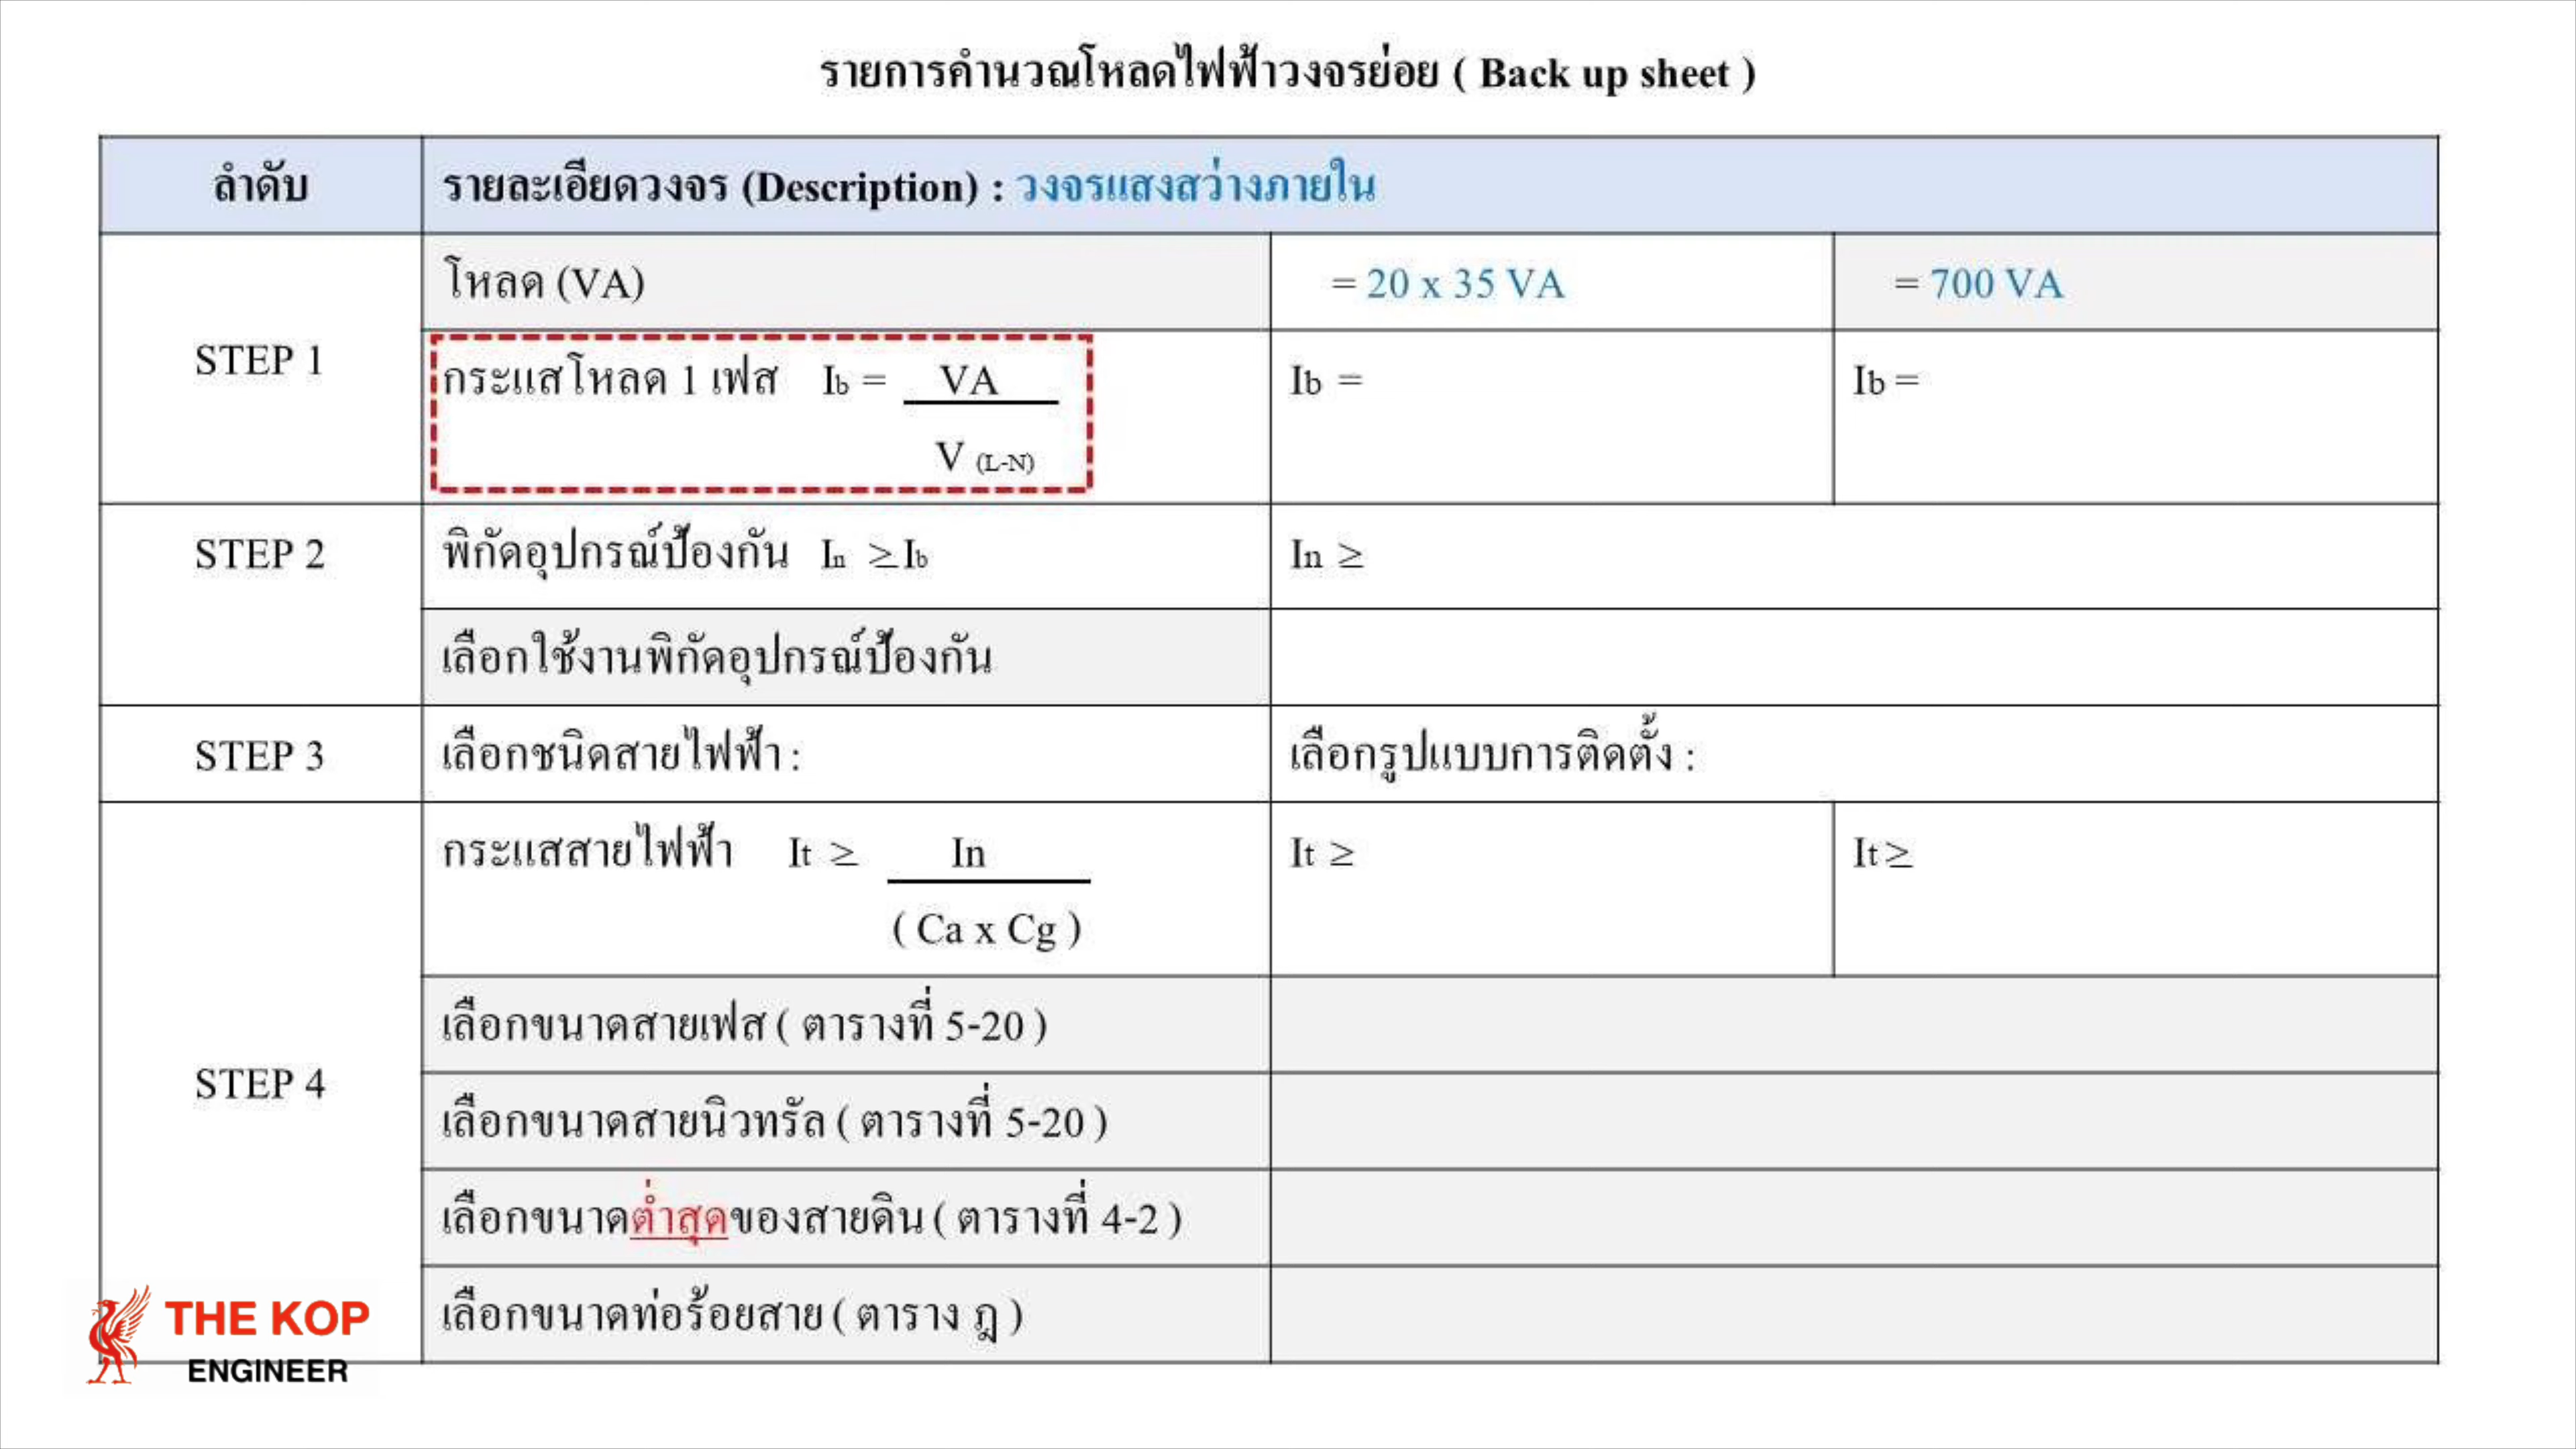 รายการคำนวณโหลดไฟฟ้าวงจรย่อย ( Back up sheet )
ลำดับ
รายละเอียดวงจร (Description) : วงจรแสงสว่างภายใน
STEP 1
โหลด (VA)
= 20 x 35 VA
= 700 VA
กระแสโหลด 1 เฟส Ib = VA
V (L-N)
Ib =
Ib =
STEP 2
พิกัดอุปกรณ์ป้องกัน In ≥ Ib
In ≥
เลือกใช้งานพิกัดอุปกรณ์ป้องกัน
STEP 3
เลือกชนิดสายไฟฟ้า :
เลือกรูปแบบการติดตั้ง :
STEP 4
กระแสสายไฟฟ้า It ≥ In
( Ca x Cg )
It ≥
It ≥
เลือกขนาดสายเฟส ( ตารางที่ 5-20 )
เลือกขนาดสายนิวทรัล ( ตารางที่ 5-20 )
เลือกขนาดต่ำสุดของสายดิน ( ตารางที่ 4-2 )
เลือกขนาดท่อร้อยสาย ( ตาราง ฎ )
THE KOP
ENGINEER